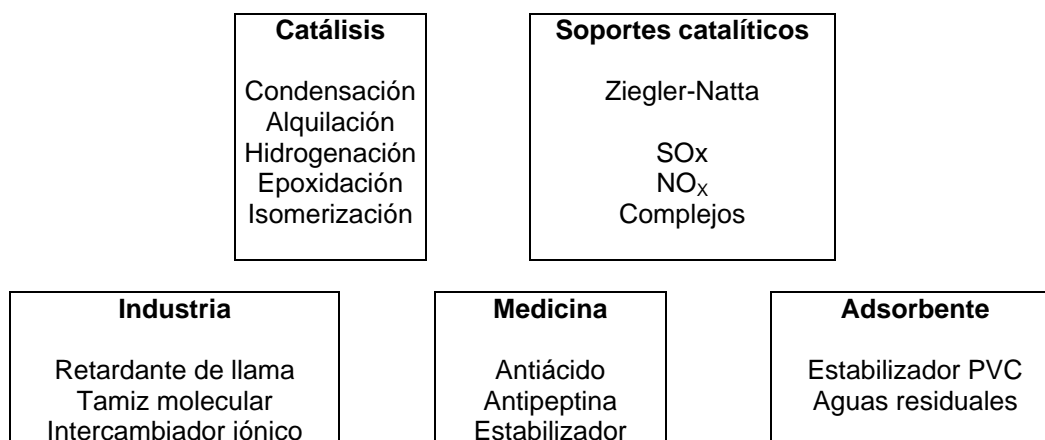 Catálisis
Condensación
Alquilación
Hidrogenación
Epoxidación
Isomerización
Soportes catalíticos
Ziegler-Natta
SOx
NOₓ
Complejos
Industria
Retardante de llama
Tamiz molecular
Intercambiador iónico
Medicina
Antiácido
Antipeptina
Estabilizador
Adsorbente
Estabilizador PVC
Aguas residuales